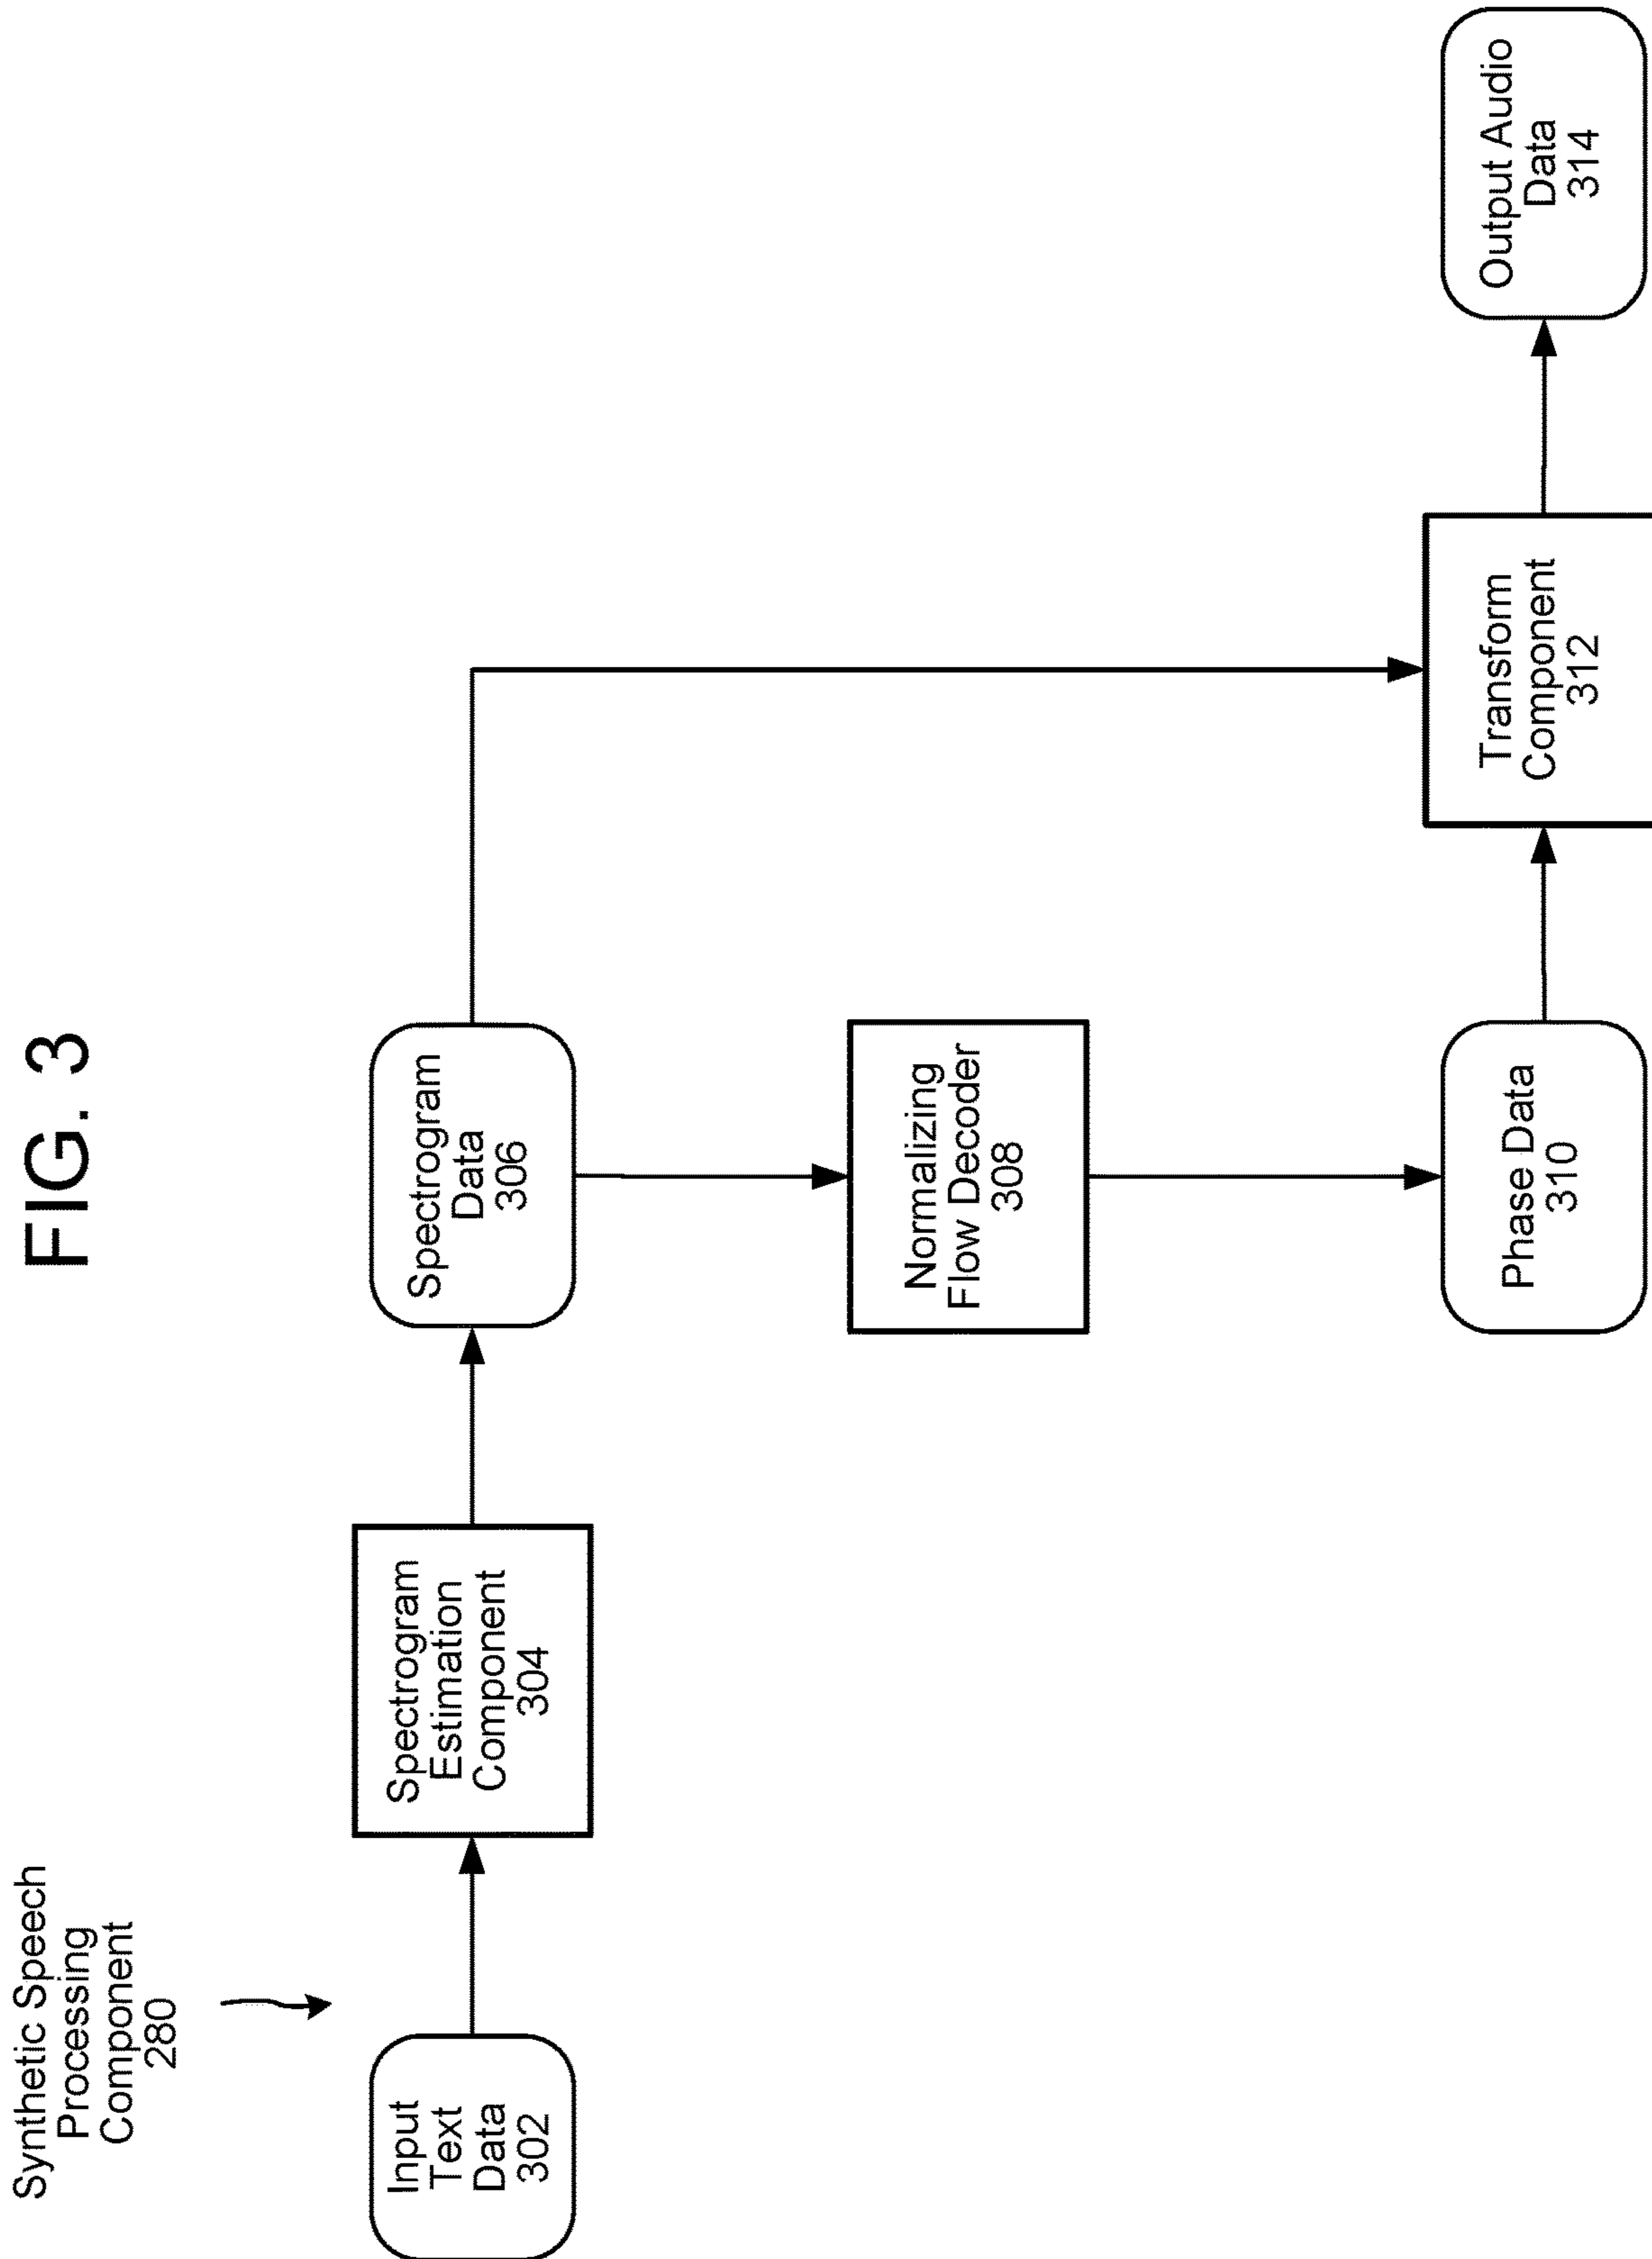 FIG. 3
Synthetic Speech
Processing
Component
280
Input
Text
Data
302
Spectrogram
Estimation
Component
304
Spectrogram
Data
306
Normalizing
Flow Decoder
308
Phase Data
310
Transform
Component
312
Output Audio
Data
314